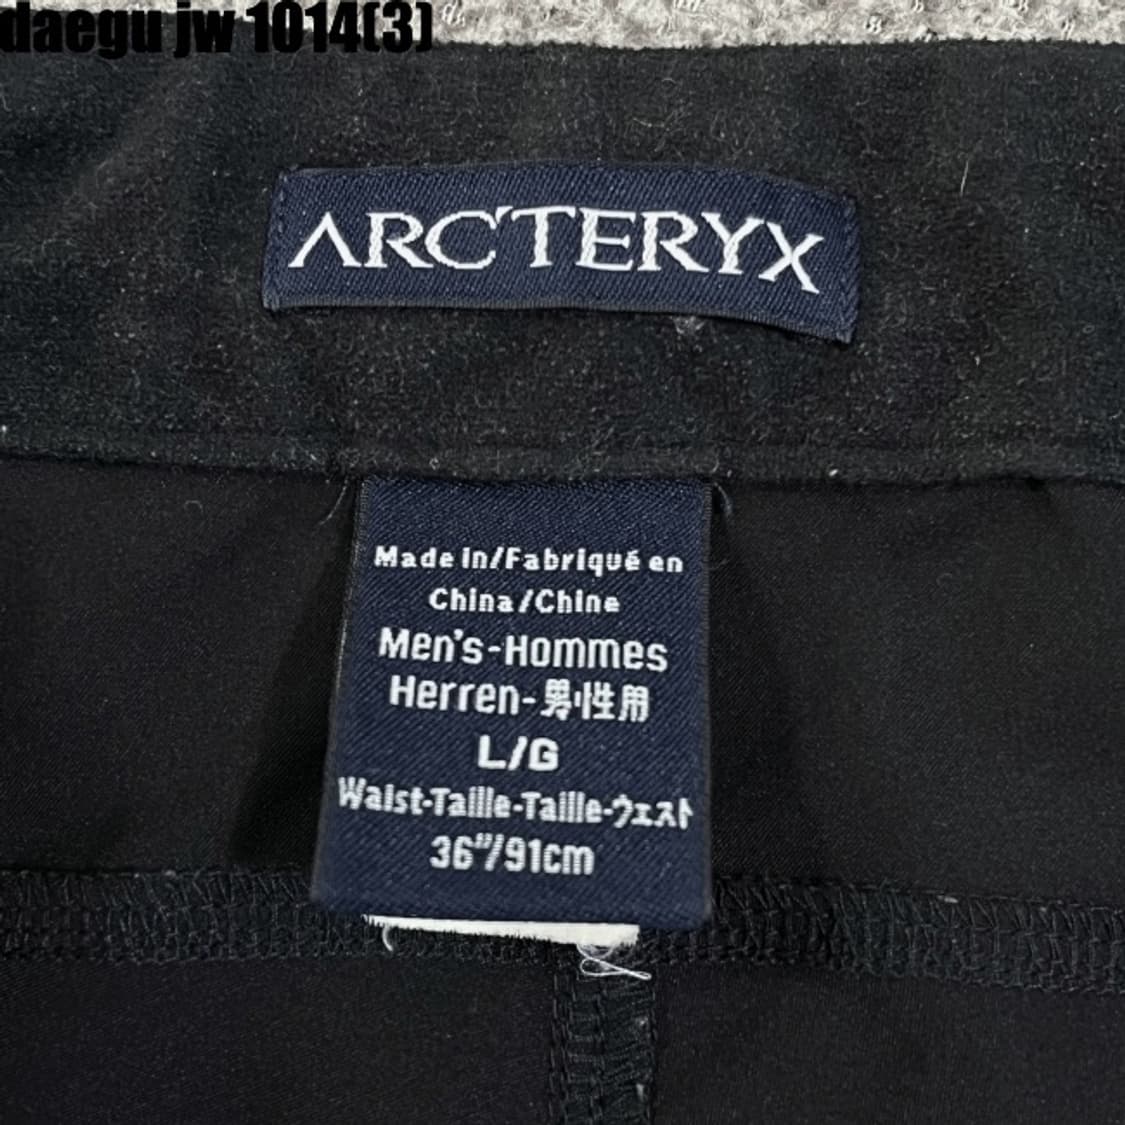 daegu jw 1014(3)
ARC'TERYX
Made in/Fabriqué en
China/Chine
Men's-Hommes
Herren-男性用
L/G
Waist-Taille-Taille-ウェスト
36"/91cm